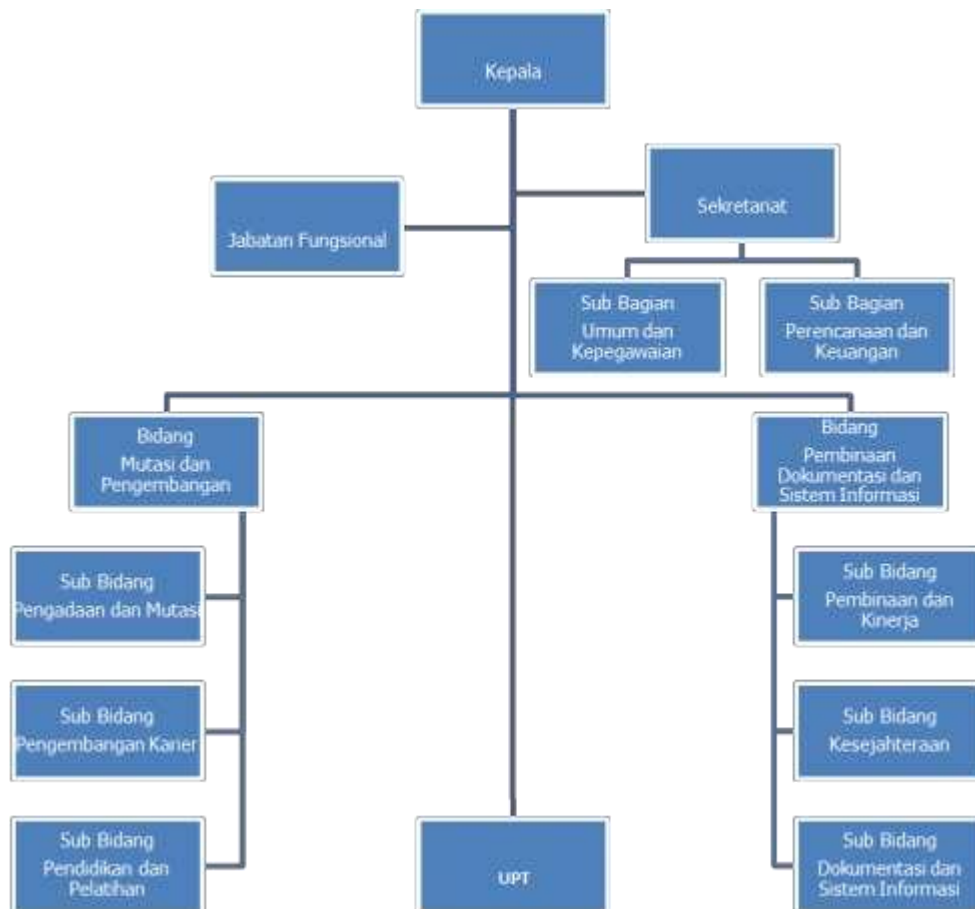 Kepala
Sekretanat
Jabatan Fungsional
Sub Bagian
Umum dan
Kepegawaian
Sub Bagian
Perencanaan dan
Keuangan
Bidang
Mutasi dan
Pengembangan
Bidang
Pembinaan
Dokumentasi dan
Sistem Informasi
Sub Bidang
Pengadaan dan Mutasi
Sub Bidang
Pembinaan dan
Kinerja
Sub Bidang
Pengembangan Karier
Sub Bidang
Kesejahteraan
Sub Bidang
Pendidikan dan
Pelatihan
UPT
Sub Bidang
Dokumentasi dan
Sistem Informasi